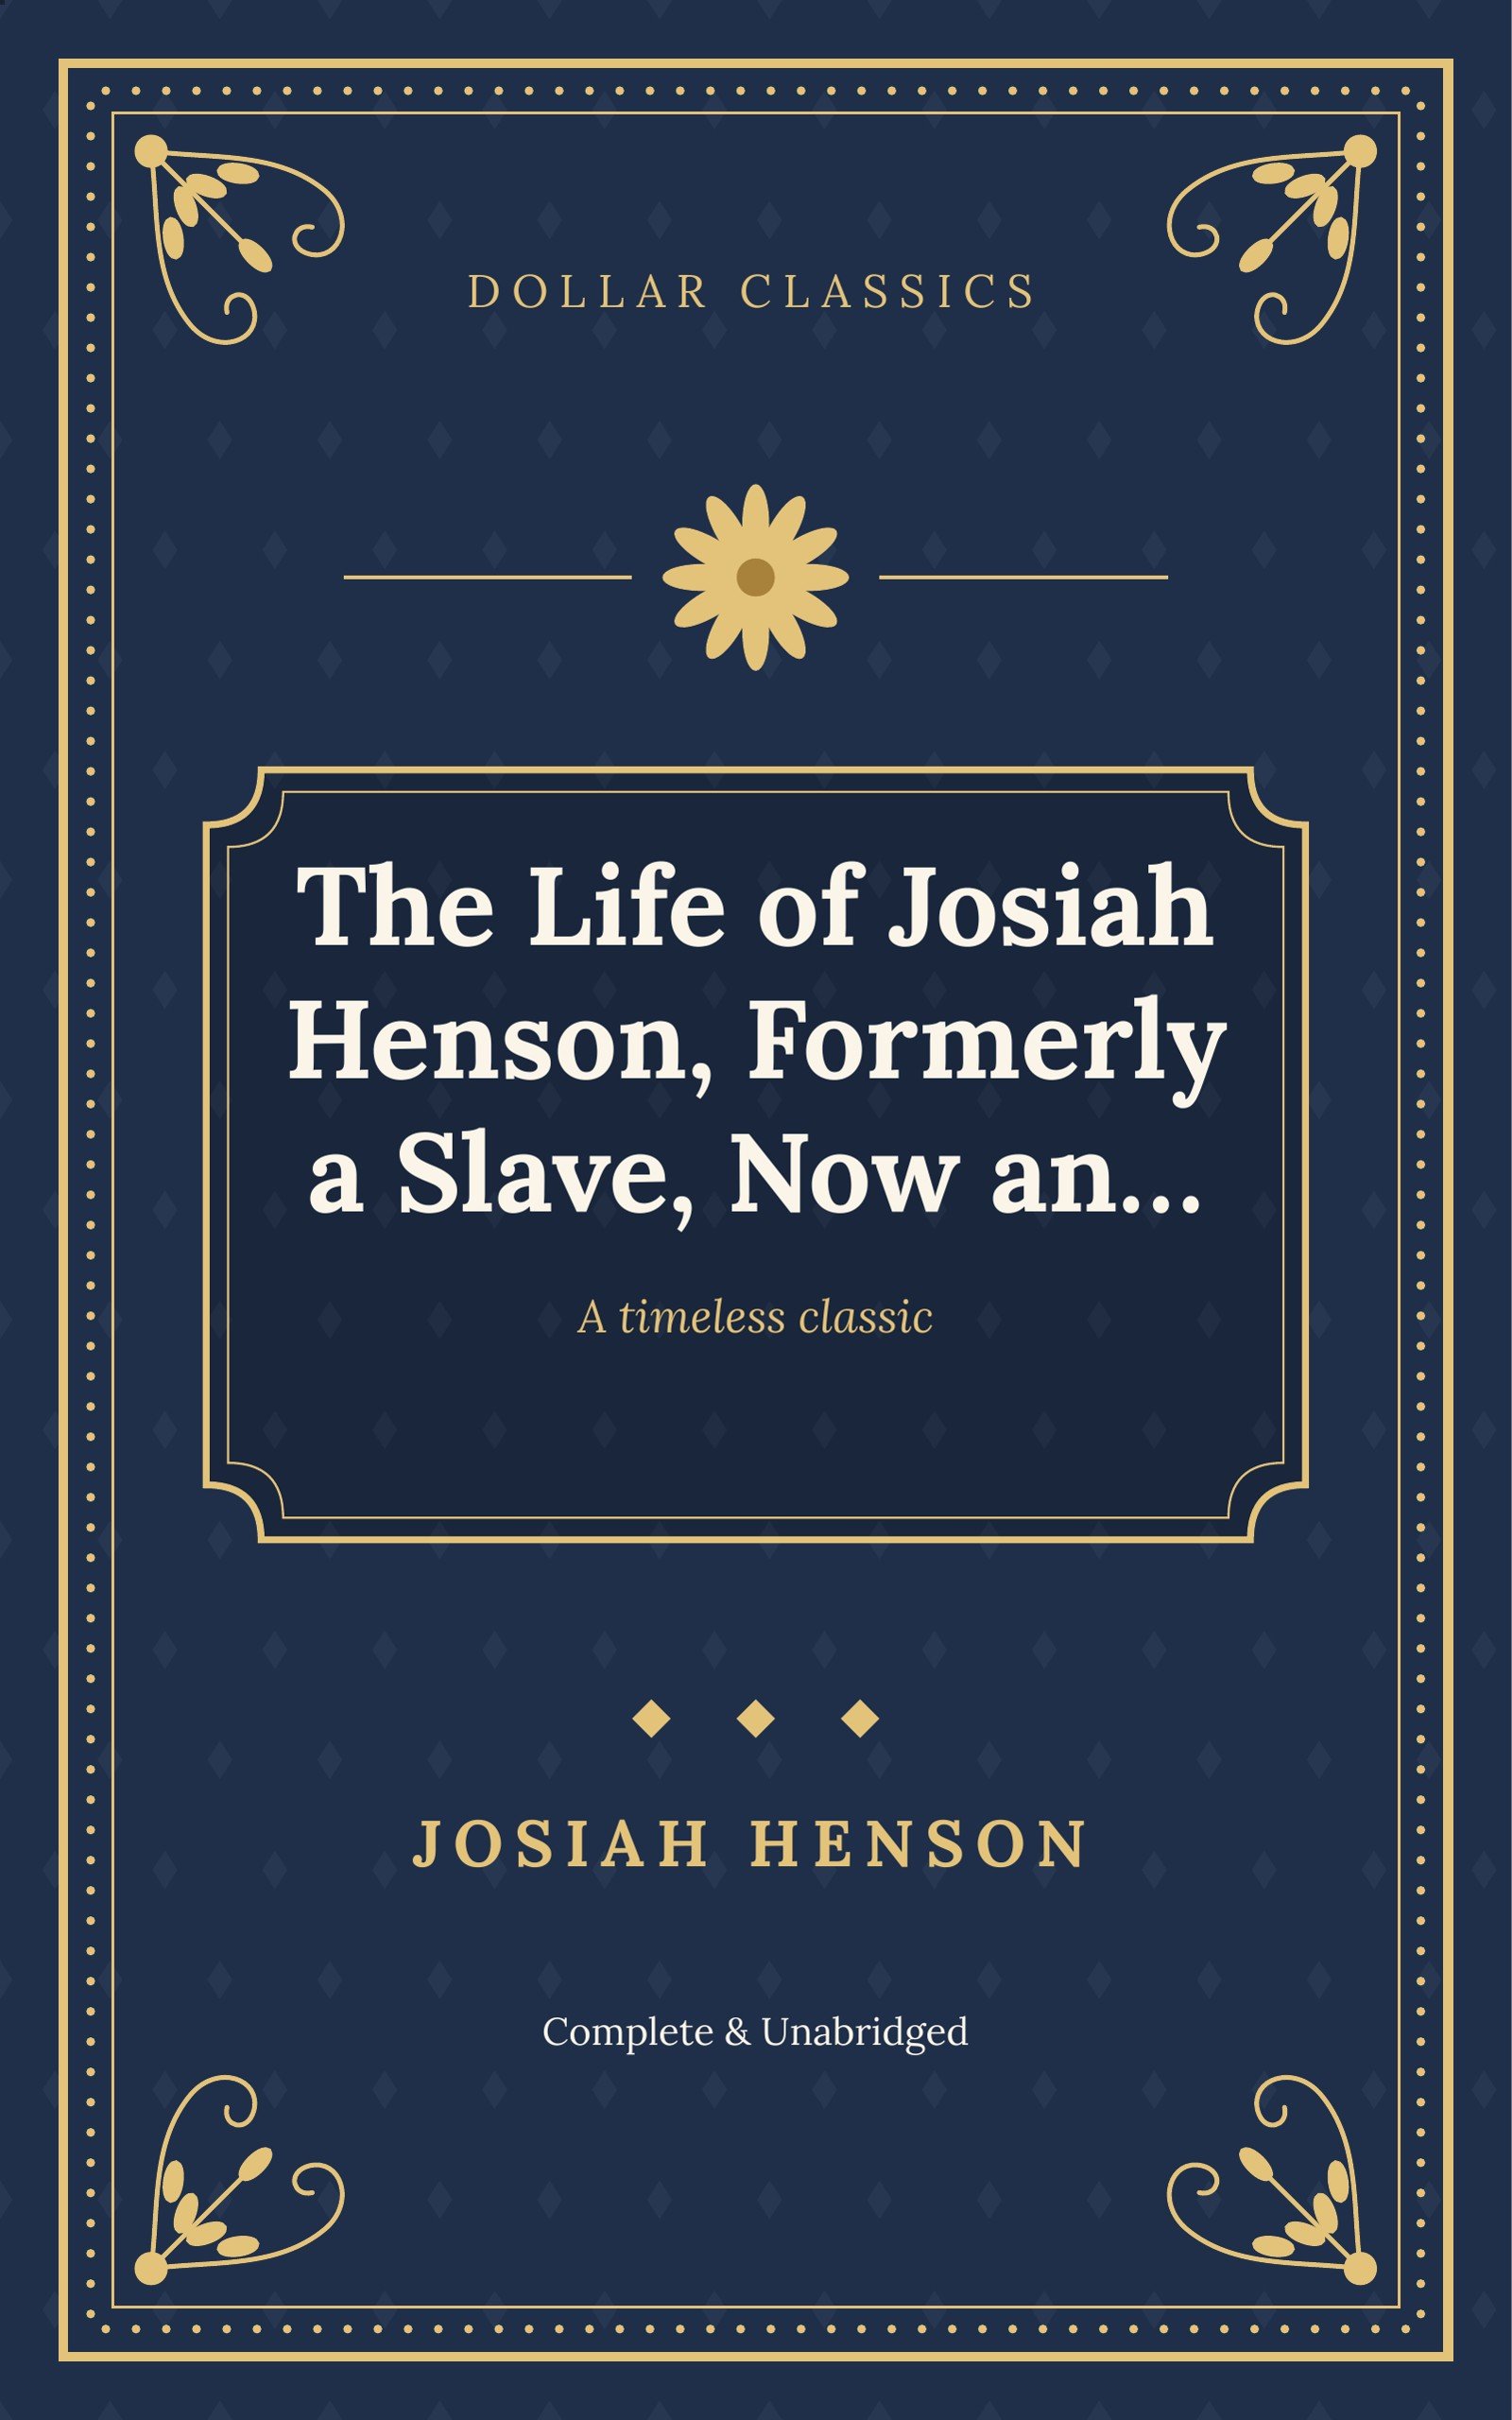 DOLLAR CLASSICS
The Life of Josiah
Henson, Formerly
a Slave, Now an...
A timeless classic
JOSIAH HENSON
Complete & Unabridged